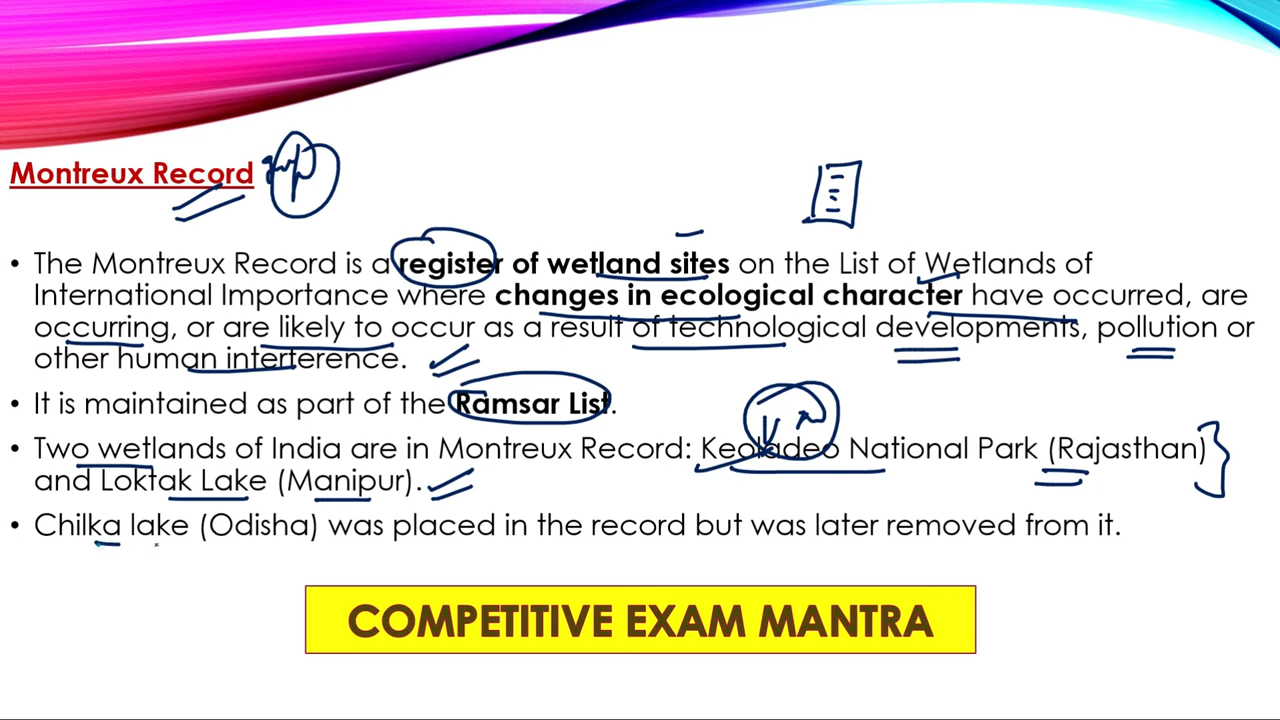 Montreux Record
• The Montreux Record is a register of wetland sites on the List of Wetlands of
International Importance where changes in ecological character have occurred, are
occurring, or are likely to occur as a result of technological developments, pollution or
other human interference.
• It is maintained as part of the Ramsar List.
• Two wetlands of India are in Montreux Record: Keoladeo National Park (Rajasthan)
and Loktak Lake (Manipur).
• Chilka lake (Odisha) was placed in the record but was later removed from it.
COMPETITIVE EXAM MANTRA